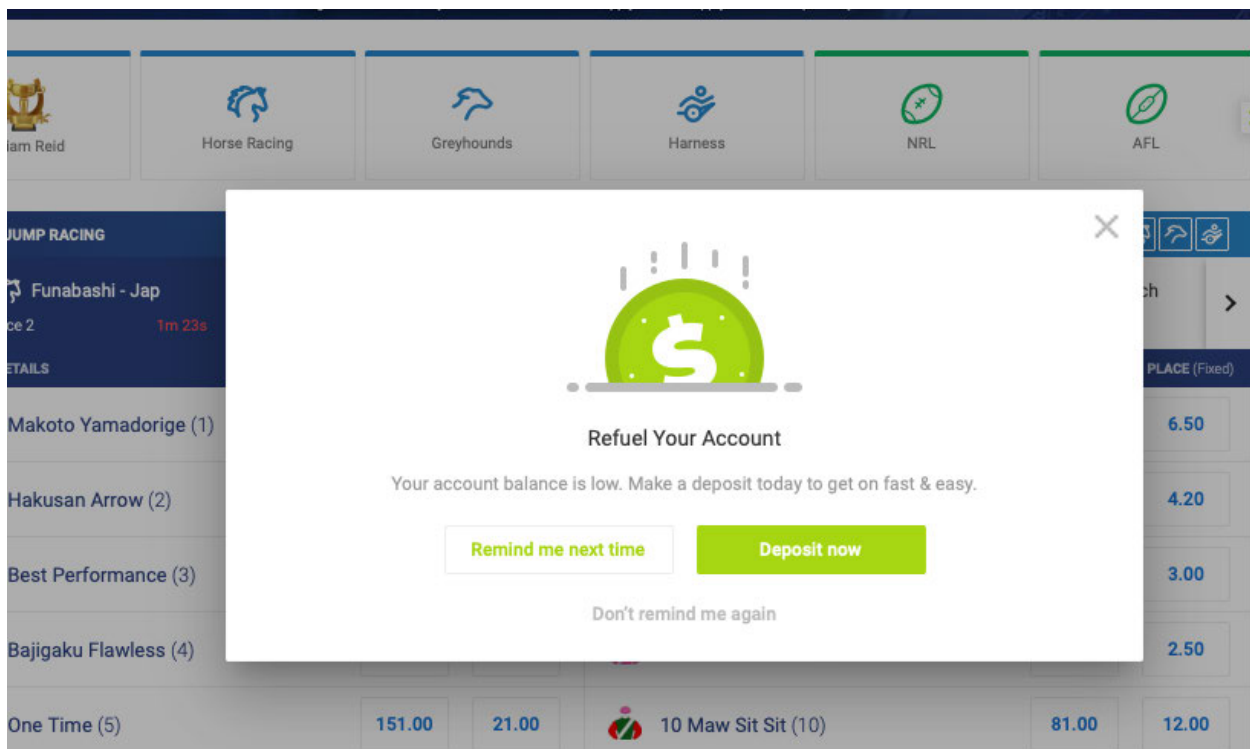 iam Reid
Horse Racing
Greyhounds
Harness
NRL
AFL
JUMP RACING
Funabashi - Jap
ce 2 1m 23s
ch
ETAILS
PLACE (Fixed)
Makoto Yamadorige (1)
6.50
Hakusan Arrow (2)
4.20
Best Performance (3)
3.00
Bajigaku Flawless (4)
2.50
One Time (5) 151.00 21.00 10 Maw Sit Sit (10) 81.00 12.00
Refuel Your Account
Your account balance is low. Make a deposit today to get on fast & easy.
Remind me next time
Deposit now
Don't remind me again